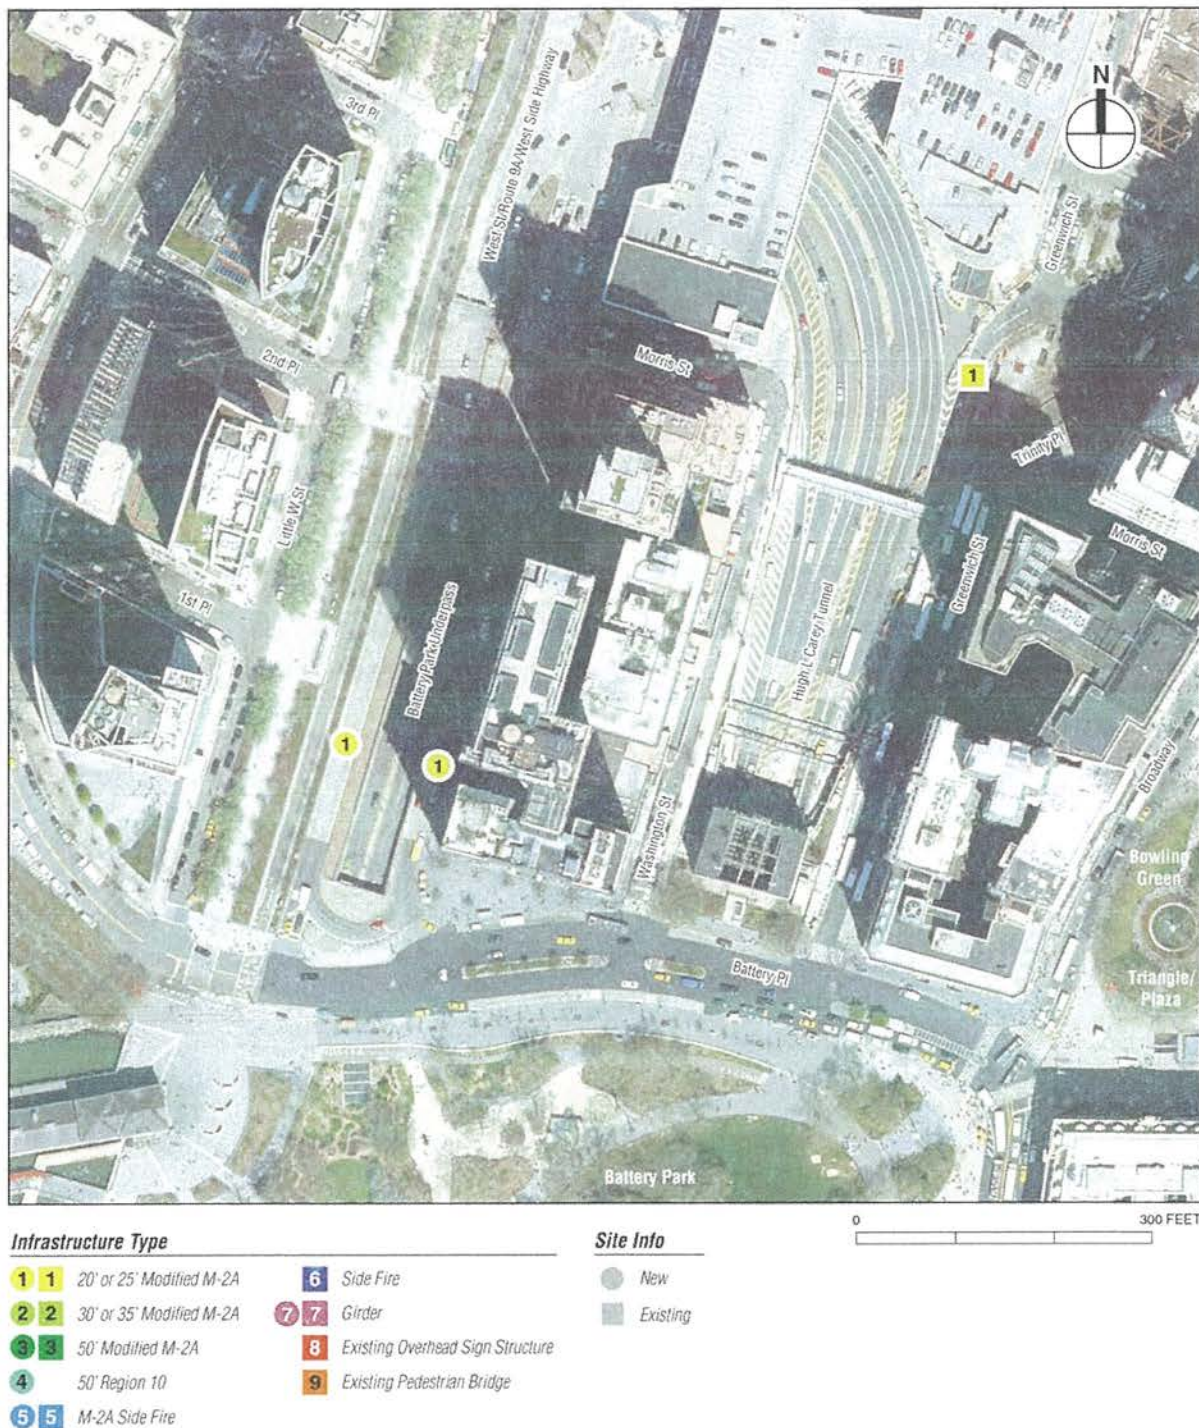 N
3rd Pl
West St/Route 9A/West Side Highway
Greenwich St
2nd Pl
Morris St
1
Trinity Pl
Little W St
Morris St
1st Pl
Greenwich St
Hugh L Carey Tunnel
Battery Park Underpass
1
1
Broadway
Washington St
Bowling
Green
Battery Pl
Triangle/
Plaza
Battery Park
0 300 FEET
Infrastructure Type
1 1 20' or 25' Modified M-2A
2 2 30' or 35' Modified M-2A
3 3 50' Modified M-2A
4 50' Region 10
5 5 M-2A Side Fire
6 Side Fire
7 7 Girder
8 Existing Overhead Sign Structure
9 Existing Pedestrian Bridge
Site Info
New
Existing